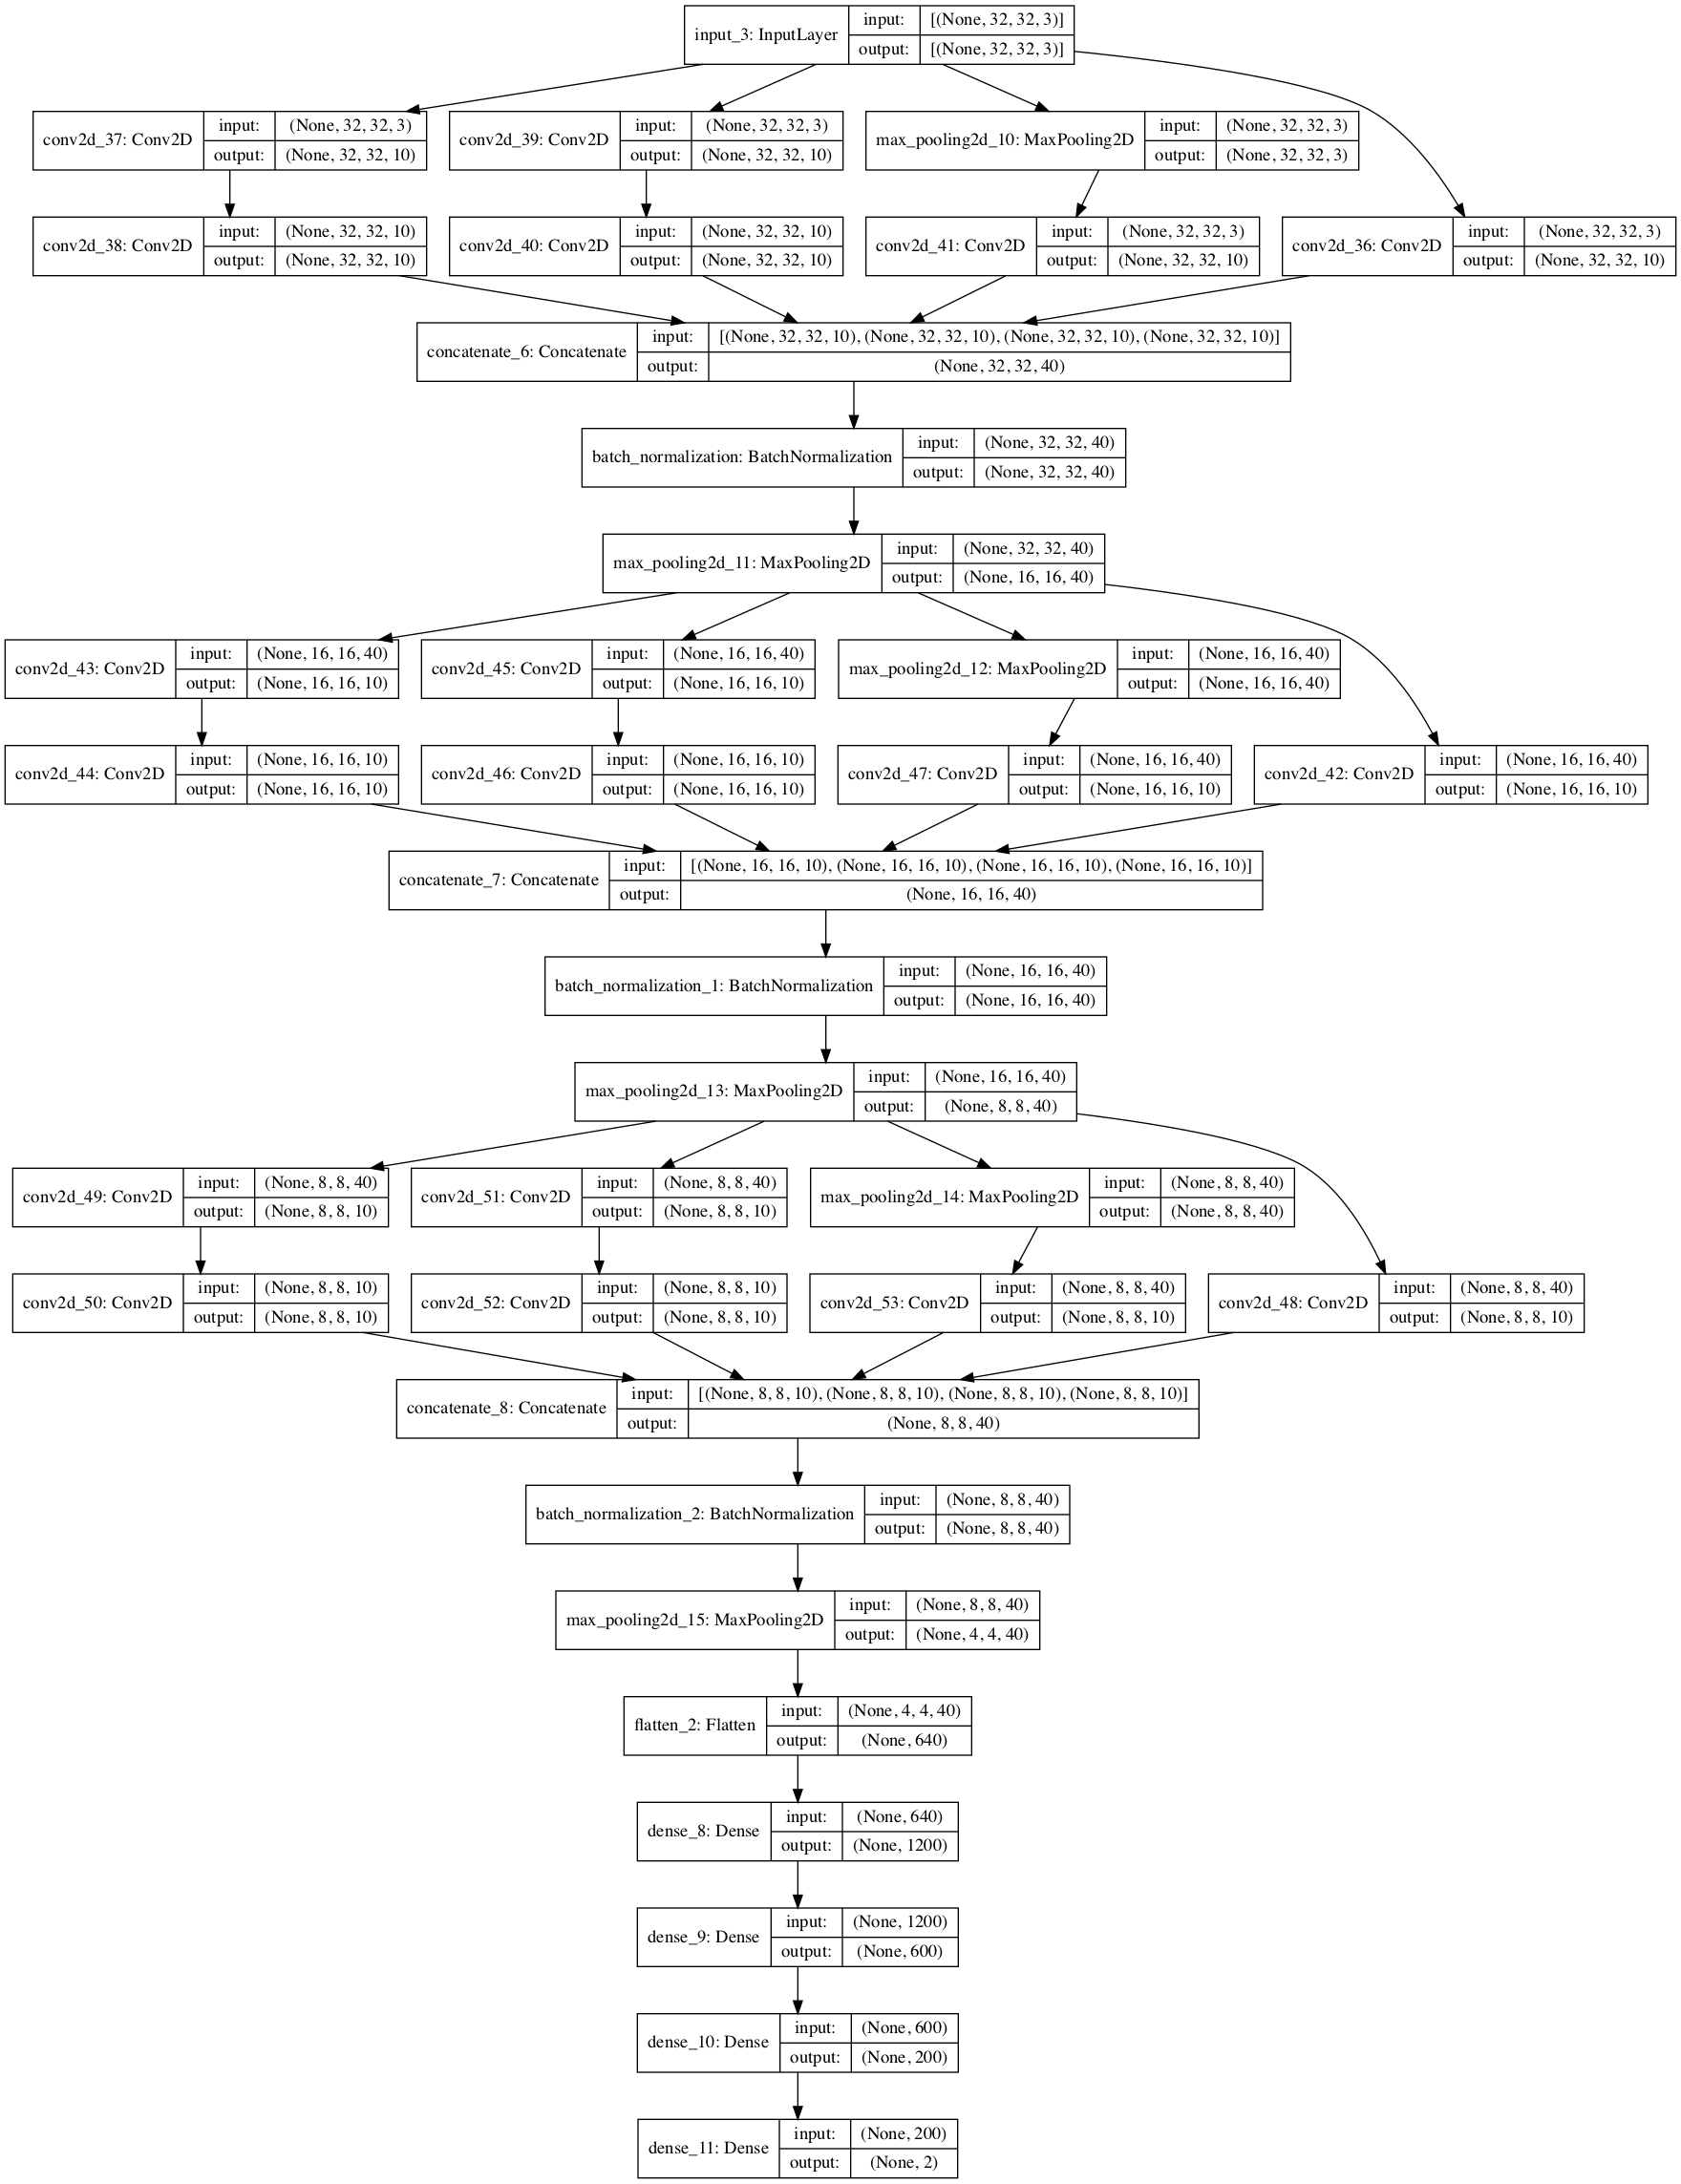 input_3: InputLayer input: [(None, 32, 32, 3)]
output: [(None, 32, 32, 3)]
conv2d_37: Conv2D input: (None, 32, 32, 3)
output: (None, 32, 32, 10)
conv2d_39: Conv2D input: (None, 32, 32, 3)
output: (None, 32, 32, 10)
max_pooling2d_10: MaxPooling2D input: (None, 32, 32, 3)
output: (None, 32, 32, 3)
conv2d_38: Conv2D input: (None, 32, 32, 10)
output: (None, 32, 32, 10)
conv2d_40: Conv2D input: (None, 32, 32, 10)
output: (None, 32, 32, 10)
conv2d_41: Conv2D input: (None, 32, 32, 3)
output: (None, 32, 32, 10)
conv2d_36: Conv2D input: (None, 32, 32, 3)
output: (None, 32, 32, 10)
concatenate_6: Concatenate input: [(None, 32, 32, 10), (None, 32, 32, 10), (None, 32, 32, 10), (None, 32, 32, 10)]
output: (None, 32, 32, 40)
batch_normalization: BatchNormalization input: (None, 32, 32, 40)
output: (None, 32, 32, 40)
max_pooling2d_11: MaxPooling2D input: (None, 32, 32, 40)
output: (None, 16, 16, 40)
conv2d_43: Conv2D input: (None, 16, 16, 40)
output: (None, 16, 16, 10)
conv2d_45: Conv2D input: (None, 16, 16, 40)
output: (None, 16, 16, 10)
max_pooling2d_12: MaxPooling2D input: (None, 16, 16, 40)
output: (None, 16, 16, 40)
conv2d_44: Conv2D input: (None, 16, 16, 10)
output: (None, 16, 16, 10)
conv2d_46: Conv2D input: (None, 16, 16, 10)
output: (None, 16, 16, 10)
conv2d_47: Conv2D input: (None, 16, 16, 40)
output: (None, 16, 16, 10)
conv2d_42: Conv2D input: (None, 16, 16, 40)
output: (None, 16, 16, 10)
concatenate_7: Concatenate input: [(None, 16, 16, 10), (None, 16, 16, 10), (None, 16, 16, 10), (None, 16, 16, 10)]
output: (None, 16, 16, 40)
batch_normalization_1: BatchNormalization input: (None, 16, 16, 40)
output: (None, 16, 16, 40)
max_pooling2d_13: MaxPooling2D input: (None, 16, 16, 40)
output: (None, 8, 8, 40)
conv2d_49: Conv2D input: (None, 8, 8, 40)
output: (None, 8, 8, 10)
conv2d_51: Conv2D input: (None, 8, 8, 40)
output: (None, 8, 8, 10)
max_pooling2d_14: MaxPooling2D input: (None, 8, 8, 40)
output: (None, 8, 8, 40)
conv2d_50: Conv2D input: (None, 8, 8, 10)
output: (None, 8, 8, 10)
conv2d_52: Conv2D input: (None, 8, 8, 10)
output: (None, 8, 8, 10)
conv2d_53: Conv2D input: (None, 8, 8, 40)
output: (None, 8, 8, 10)
conv2d_48: Conv2D input: (None, 8, 8, 40)
output: (None, 8, 8, 10)
concatenate_8: Concatenate input: [(None, 8, 8, 10), (None, 8, 8, 10), (None, 8, 8, 10), (None, 8, 8, 10)]
output: (None, 8, 8, 40)
batch_normalization_2: BatchNormalization input: (None, 8, 8, 40)
output: (None, 8, 8, 40)
max_pooling2d_15: MaxPooling2D input: (None, 8, 8, 40)
output: (None, 4, 4, 40)
flatten_2: Flatten input: (None, 4, 4, 40)
output: (None, 640)
dense_8: Dense input: (None, 640)
output: (None, 1200)
dense_9: Dense input: (None, 1200)
output: (None, 600)
dense_10: Dense input: (None, 600)
output: (None, 200)
dense_11: Dense input: (None, 200)
output: (None, 2)